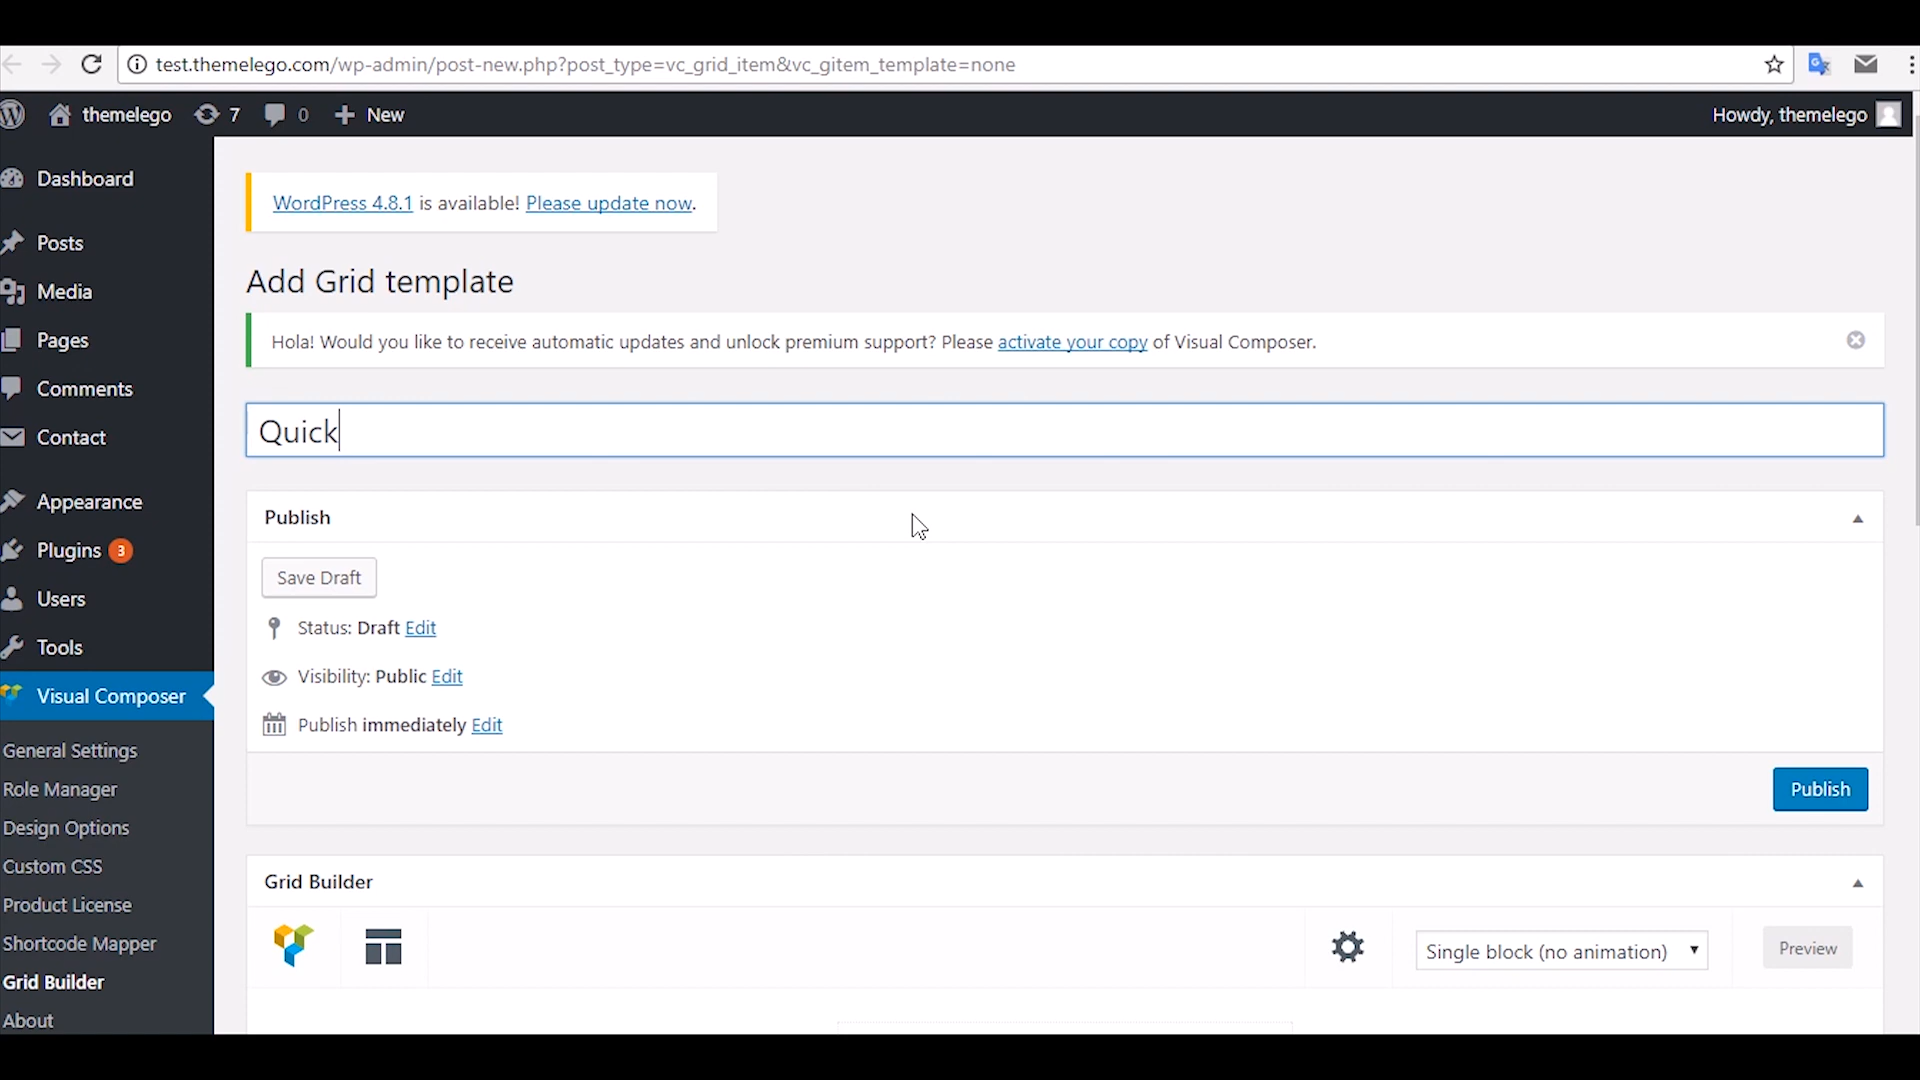 test.themelego.com/wp-admin/post-new.php?post_type=vc_grid_item&vc_gitem_template=none
themelego 7 0 New Howdy, themelego
Dashboard
Posts
Media
Pages
Comments
Contact
Appearance
Plugins 3
Users
Tools
Visual Composer
General Settings
Role Manager
Design Options
Custom CSS
Product License
Shortcode Mapper
Grid Builder
About
WordPress 4.8.1 is available! Please update now.
Add Grid template
Hola! Would you like to receive automatic updates and unlock premium support? Please activate your copy of Visual Composer.
Quick
Publish
Save Draft
Status: Draft Edit
Visibility: Public Edit
Publish immediately Edit
Publish
Grid Builder
Single block (no animation) Preview